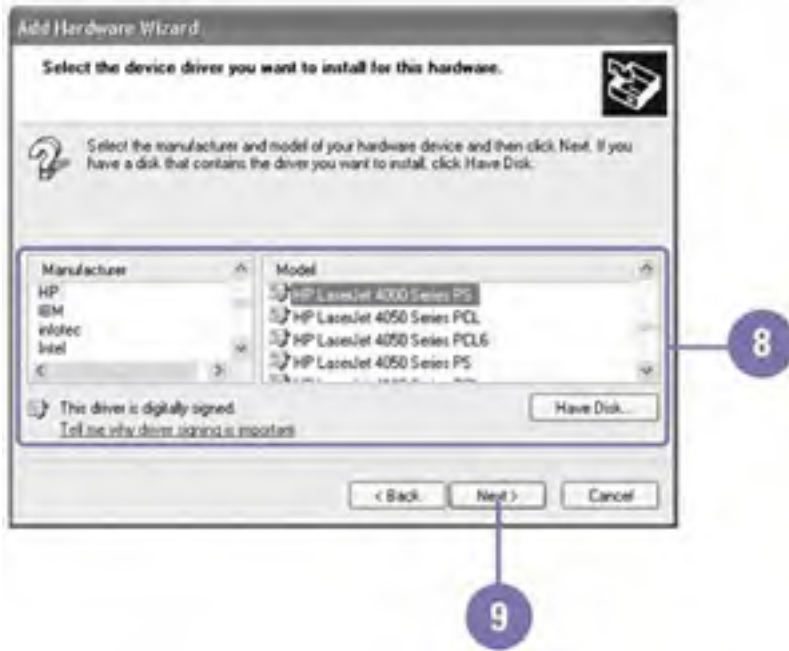 Add Hardware Wizard
Select the device driver you want to install for this hardware.
Select the manufacturer and model of your hardware device and then click Next. If you
have a disk that contains the driver you want to install, click Have Disk.
Manufacturer
HP
IBM
infotec
Intel
Model
HP LaserJet 4000 Series PS
HP LaserJet 4050 Series PCL
HP LaserJet 4050 Series PCL6
HP LaserJet 4050 Series PS
This driver is digitally signed.
Tell me why driver signing is important
Have Disk...
8
< Back
Next >
Cancel
9